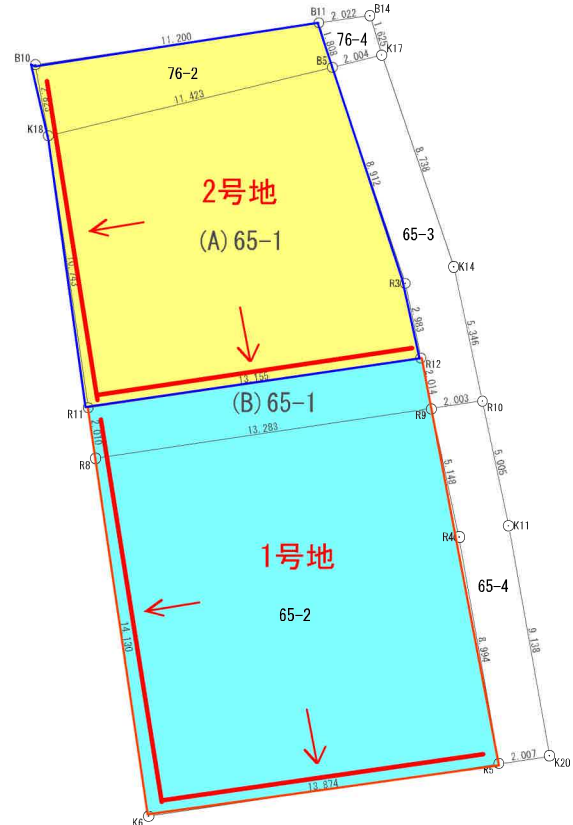 B14
2.022
B11
11.200
1.808
76-4
1.625
K17
B10
76-2
B5
2.004
2.823
11.423
K18
8.738
2号地
8.912
(A)65-1
65-3
K14
10.743
R3
2.983
5.346
R12
13.155
2.014
(B)65-1
2.003
R11
R9
R10
2.010
13.283
R8
5.148
5.005
K11
R4
1号地
65-4
65-2
14.130
8.994
9.138
2.007
R5
K20
13.874
K6